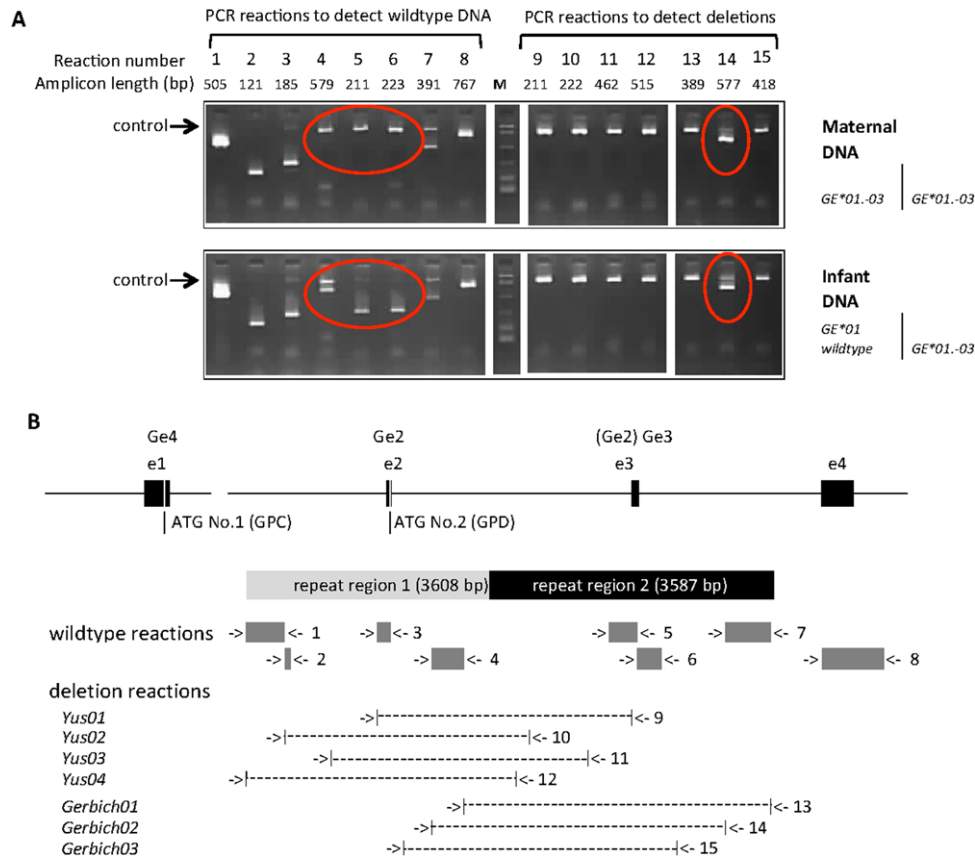 A
PCR reactions to detect wildtype DNA
PCR reactions to detect deletions
Reaction number 1 2 3 4 5 6 7 8 9 10 11 12 13 14 15
Amplicon length (bp) 505 121 185 579 211 223 391 767 M 211 222 462 515 389 577 418
control
Maternal DNA
GE*01.-03 GE*01.-03
control
Infant DNA
GE*01 wildtype GE*01.-03
B
Ge4 Ge2 (Ge2) Ge3
e1 e2 e3 e4
ATG No.1 (GPC) ATG No.2 (GPD)
repeat region 1 (3608 bp) repeat region 2 (3587 bp)
wildtype reactions -> <- 1 -> <- 3 -> <- 5 -> <- 7
-> <- 2 -> <- 4 -> <- 6 -> <- 8
deletion reactions
Yus01 -> <- 9
Yus02 -> <- 10
Yus03 -> <- 11
Yus04 -> <- 12
Gerbich01 -> <- 13
Gerbich02 -> <- 14
Gerbich03 -> <- 15